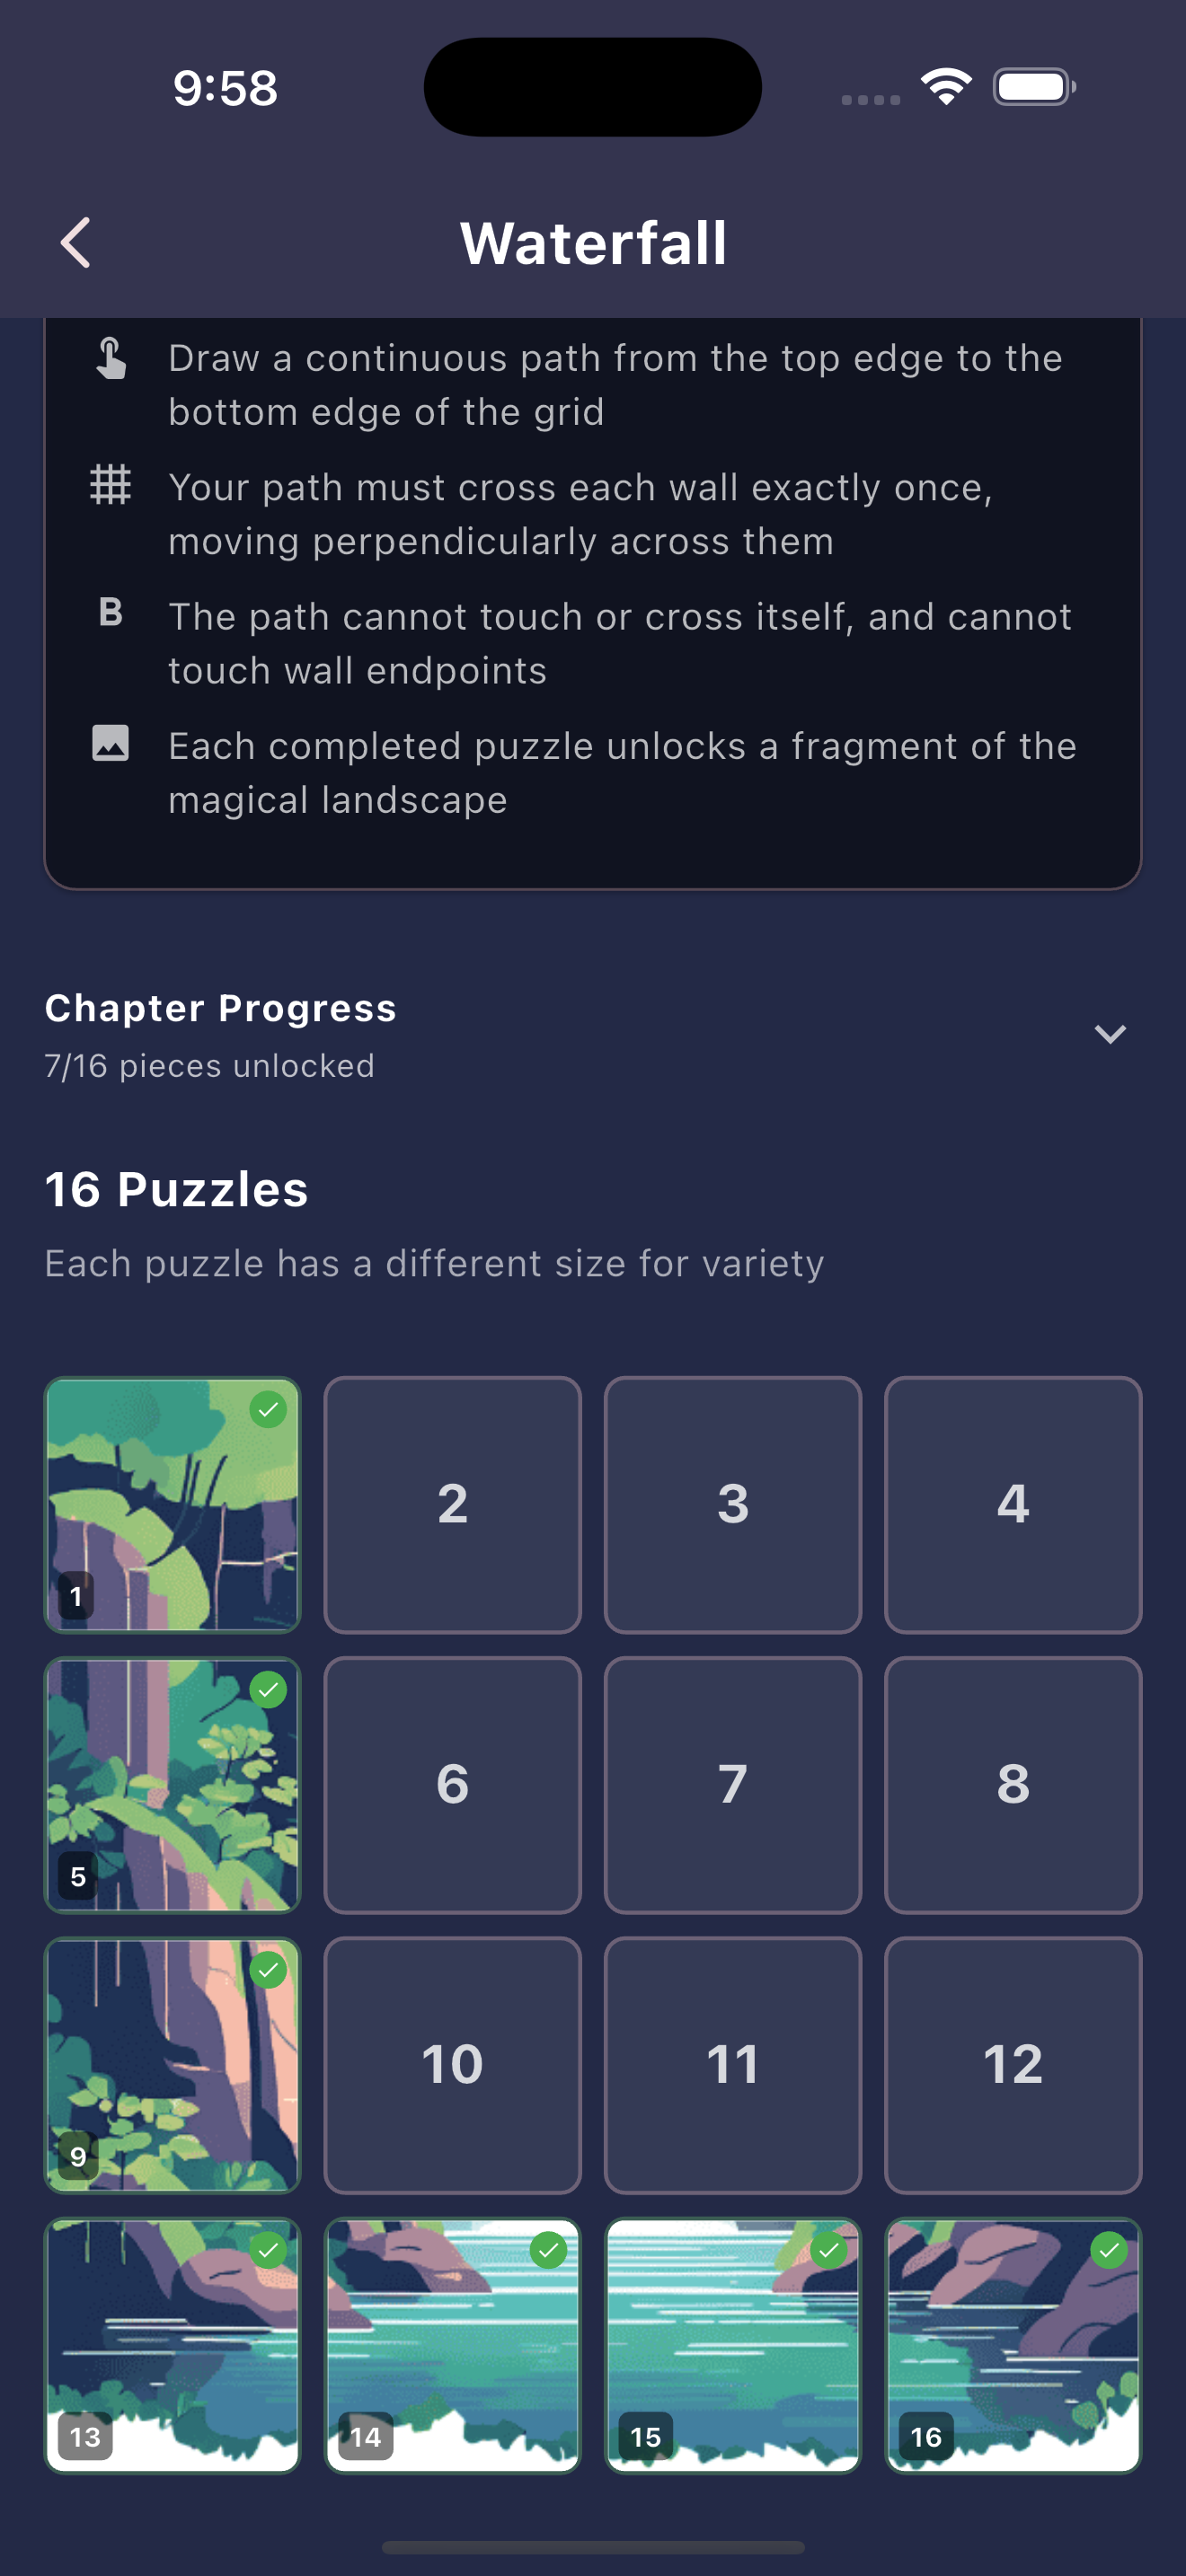 9:58
Waterfall
Draw a continuous path from the top edge to the
bottom edge of the grid
Your path must cross each wall exactly once,
moving perpendicularly across them
B
The path cannot touch or cross itself, and cannot
touch wall endpoints
Each completed puzzle unlocks a fragment of the
magical landscape
Chapter Progress
7/16 pieces unlocked
16 Puzzles
Each puzzle has a different size for variety
1
2
3
4
5
6
7
8
9
10
11
12
13
14
15
16